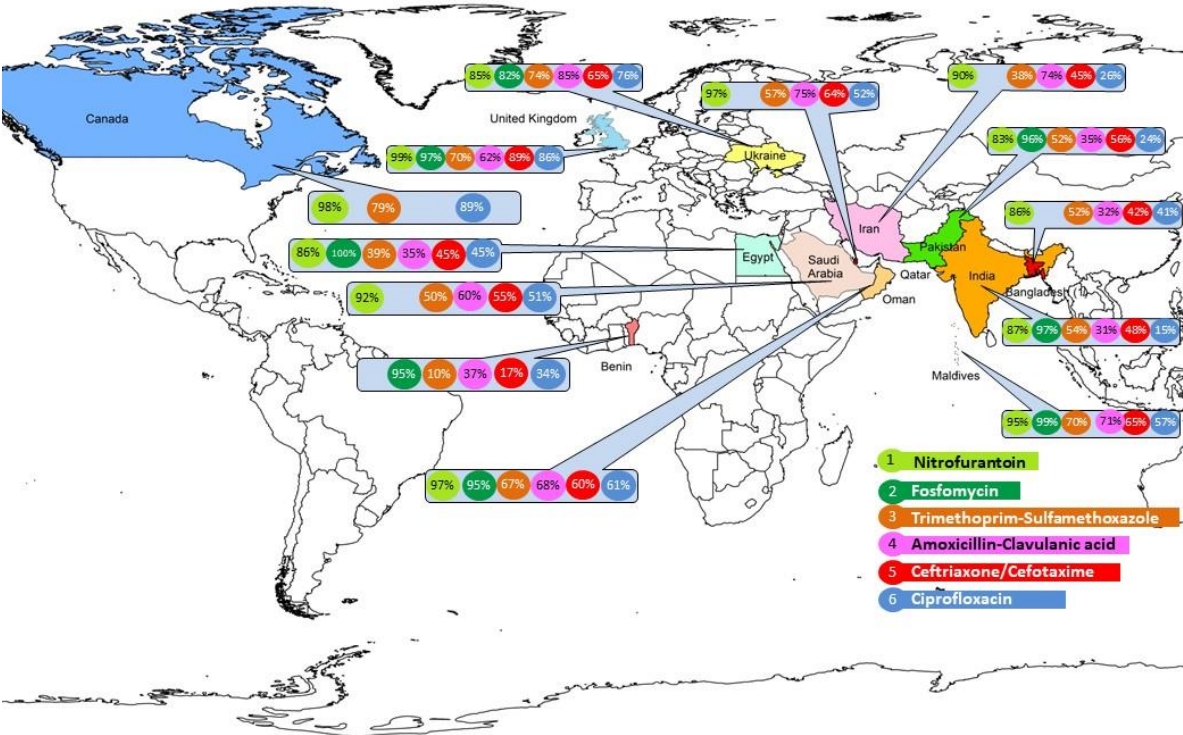 85% 82% 74% 85% 65% 76%
97% 57% 75% 64% 52%
90% 38% 74% 45% 26%
Canada
United Kingdom
83% 96% 52% 35% 56% 24%
99% 97% 70% 62% 89% 86%
Ukraine
98% 79% 89%
86% 52% 32% 42% 41%
Iran
86% 100% 39% 35% 45% 45%
Egypt
Saudi
Arabia
Pakistan
Qatar
India
92% 50% 60% 55% 51%
Oman
Bangladesh (1/)
87% 97% 54% 31% 48% 15%
95% 10% 37% 17% 34%
Benin
Maldives
95% 99% 70% 71% 65% 57%
97% 95% 67% 68% 60% 61%
1 Nitrofurantoin
2 Fosfomycin
3 Trimethoprim-Sulfamethoxazole
4 Amoxicillin-Clavulanic acid
5 Ceftriaxone/Cefotaxime
6 Ciprofloxacin